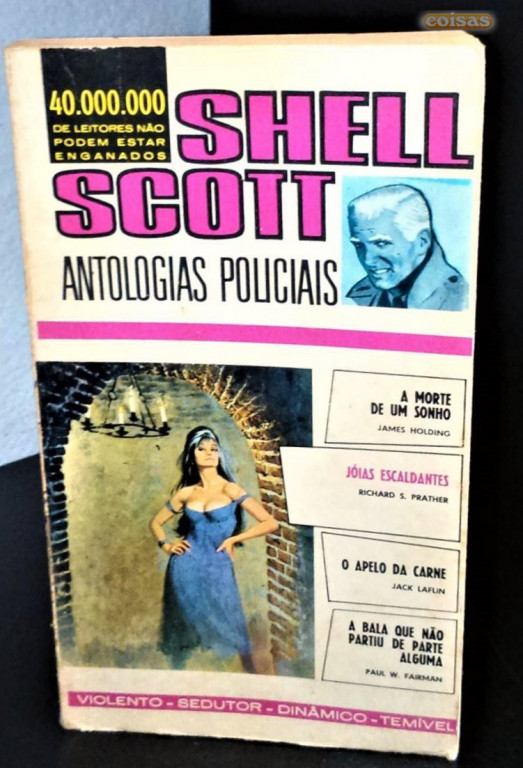 coisas
40.000.000
DE LEITORES NÃO
PODEM ESTAR
ENGANADOS
SHELL
SCOTT
ANTOLOGIAS POLICIAIS
A MORTE
DE UM SONHO
JAMES HOLDING
JÓIAS ESCALDANTES
RICHARD S. PRATHER
O APELO DA CARNE
JACK LAFLIN
A BALA QUE NÃO
PARTIU DE PARTE
ALGUMA
PAUL W. FAIRMAN
VIOLENTO - SEDUTOR - DINÂMICO - TEMÍVEL